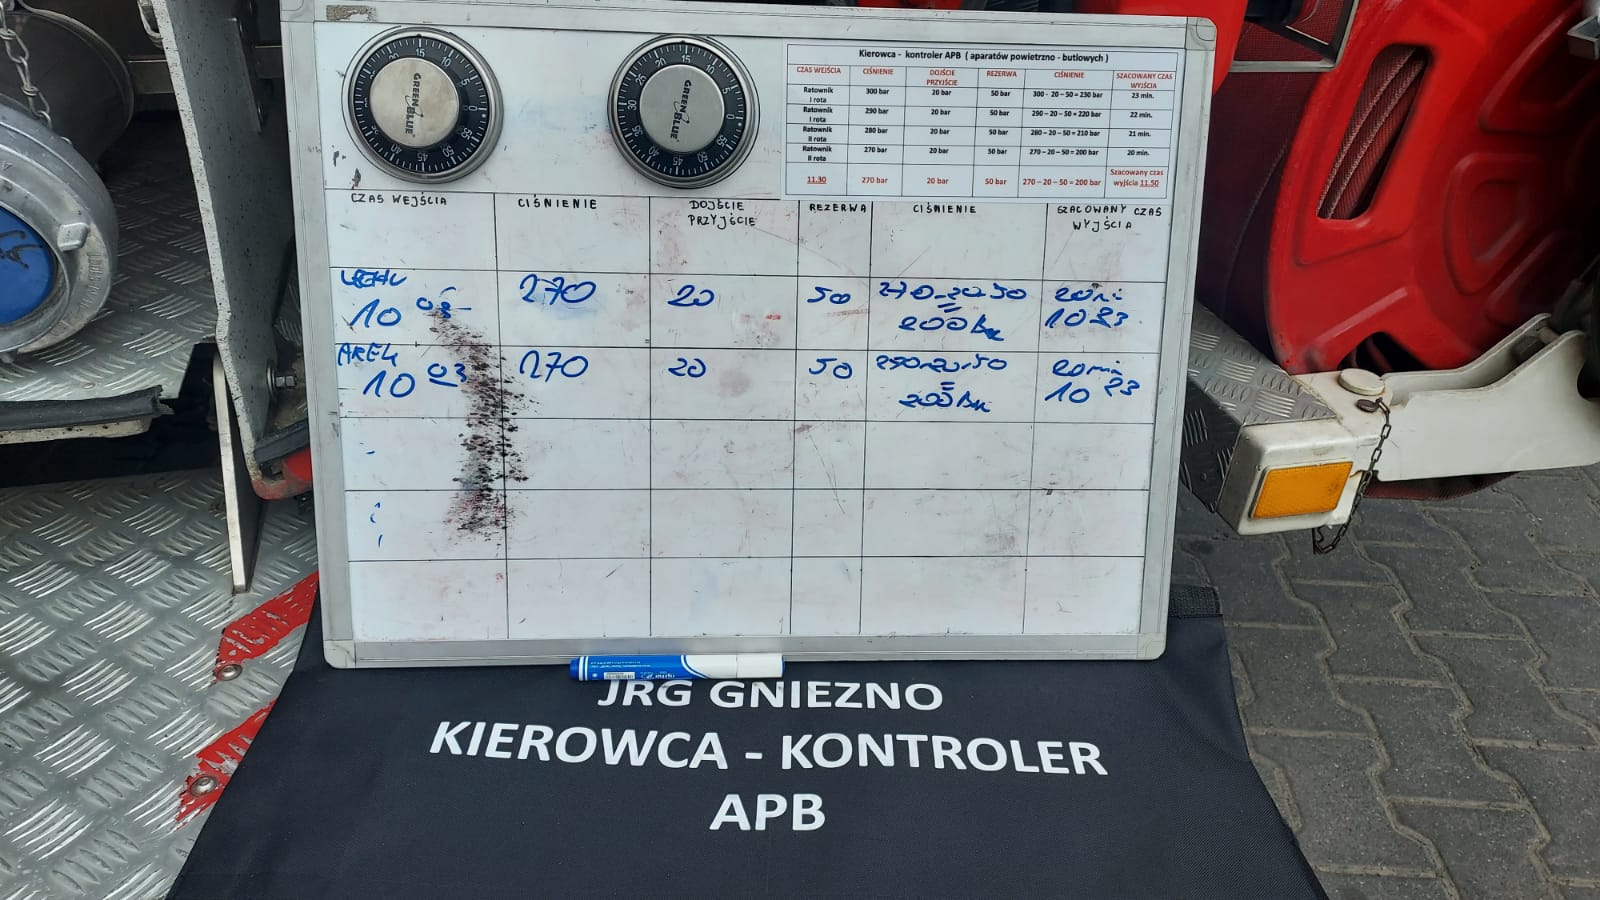 Kierowca - kontroler APB ( aparatów powietrzno - butlowych )
CZAS WEJŚCIA CIŚNIENIE DOJŚCIE PRZYJŚCIE REZERWA CIŚNIENIE SZACOWANY CZAS WYJŚCIA
Ratownik I rota 300 bar 20 bar 50 bar 300 - 20 – 50 = 230 bar 23 min.
Ratownik I rota 290 bar 20 bar 50 bar 290 – 20 – 50 = 220 bar 22 min.
Ratownik II rota 280 bar 20 bar 50 bar 280 – 20 – 50 = 210 bar 21 min.
Ratownik II rota 270 bar 20 bar 50 bar 270 – 20 – 50 = 200 bar 20 min.
11.30 270 bar 20 bar 50 bar 270 – 20 – 50 = 200 bar Szacowany czas wyjścia 11.50
GREENBLUE
GREENBLUE
CZAS WEJŚCIA CIŚNIENIE DOJŚCIE PRZYJŚCIE REZERWA CIŚNIENIE SZACOWANY CZAS WYJŚCIA
10 03 270 20 50 270-20-50 = 200 bar 20 min 10 23
AREK 10 03 270 20 50 270-20-50 = 200 bar 20 min 10 23
JRG GNIEZNO
KIEROWCA - KONTROLER
APB